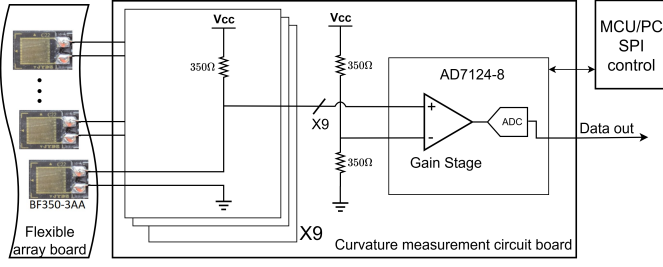 Vcc
350Ω
Vcc
350Ω
350Ω
X9
X9
AD7124-8
+
-
ADC
Gain Stage
MCU/PC
SPI
control
Data out
BF350-3AA
Flexible
array board
Curvature measurement circuit board